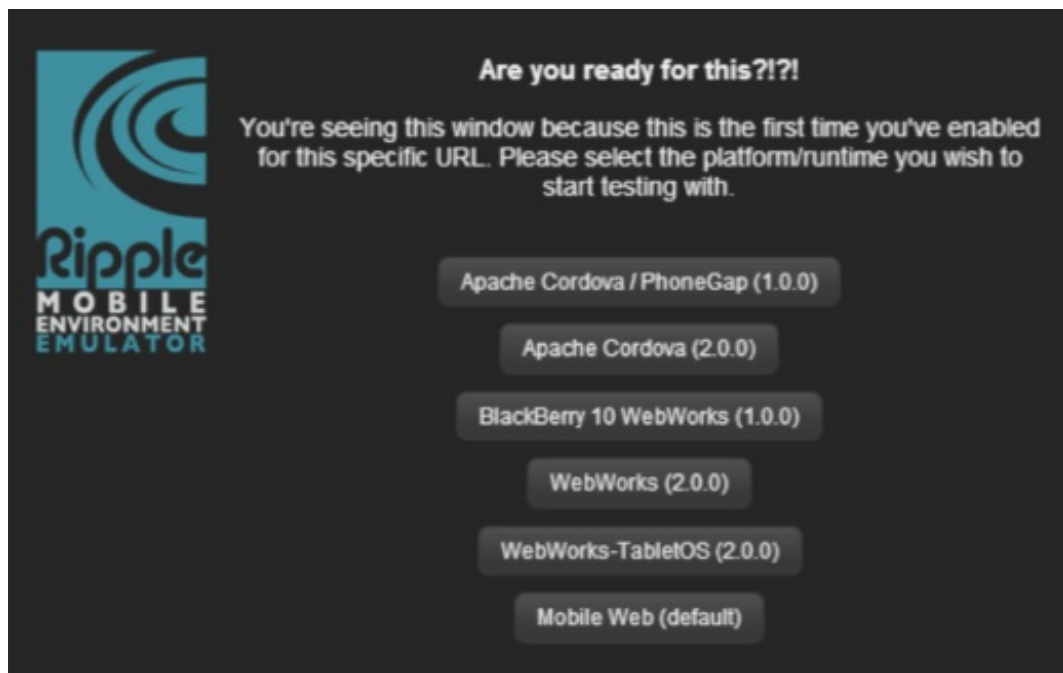 Are you ready for this?!?!
You're seeing this window because this is the first time you've enabled
for this specific URL. Please select the platform/runtime you wish to
start testing with.
Ripple
MOBILE
ENVIRONMENT
EMULATOR
Apache Cordova / PhoneGap (1.0.0)
Apache Cordova (2.0.0)
BlackBerry 10 WebWorks (1.0.0)
WebWorks (2.0.0)
WebWorks-TabletOS (2.0.0)
Mobile Web (default)